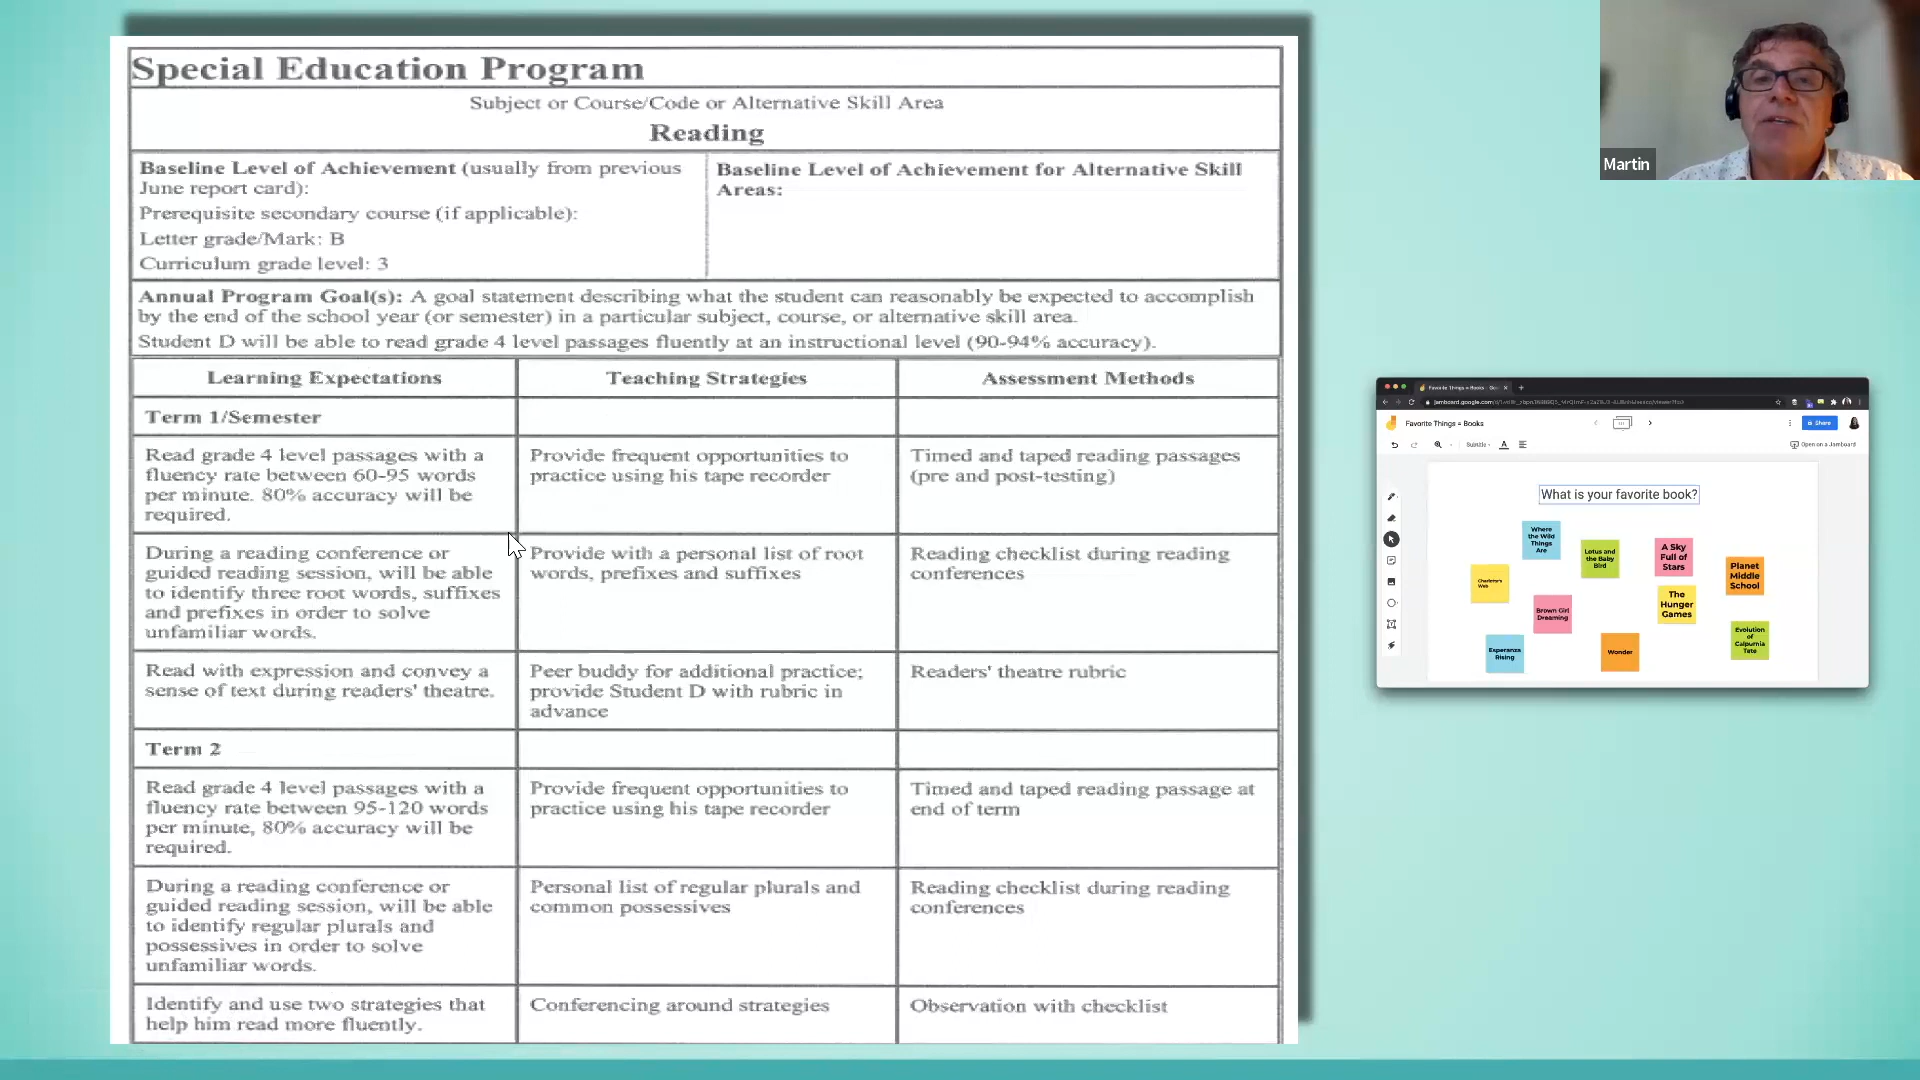 Special Education Program
Subject or Course/Code or Alternative Skill Area
Reading
Baseline Level of Achievement (usually from previous
June report card):
Prerequisite secondary course (if applicable):
Letter grade/Mark: B
Curriculum grade level: 3
Baseline Level of Achievement for Alternative Skill
Areas:
Annual Program Goal(s): A goal statement describing what the student can reasonably be expected to accomplish
by the end of the school year (or semester) in a particular subject, course, or alternative skill area.
Student D will be able to read grade 4 level passages fluently at an instructional level (90-94% accuracy).
Learning Expectations
Teaching Strategies
Assessment Methods
Term 1/Semester
Read grade 4 level passages with a
fluency rate between 60-95 words
per minute. 80% accuracy will be
required.
Provide frequent opportunities to
practice using his tape recorder
Timed and taped reading passages
(pre and post-testing)
During a reading conference or
guided reading session, will be able
to identify three root words, suffixes
and prefixes in order to solve
unfamiliar words.
Provide with a personal list of root
words, prefixes and suffixes
Reading checklist during reading
conferences
Read with expression and convey a
sense of text during readers' theatre.
Peer buddy for additional practice;
provide Student D with rubric in
advance
Readers' theatre rubric
Term 2
Read grade 4 level passages with a
fluency rate between 95-120 words
per minute, 80% accuracy will be
required.
Provide frequent opportunities to
practice using his tape recorder
Timed and taped reading passage at
end of term
During a reading conference or
guided reading session, will be able
to identify regular plurals and
possessives in order to solve
unfamiliar words.
Personal list of regular plurals and
common possessives
Reading checklist during reading
conferences
Identify and use two strategies that
help him read more fluently.
Conferencing around strategies
Observation with checklist
Martin
Favorite Things = Books - Goo
Favorite Things = Books
Share
Subtitle
Open on a Jamboard
What is your favorite book?
Where
the Wild
Things
Are
Lotus and
the Baby
Bird
A Sky
Full of
Stars
Planet
Middle
School
Charlotte's
Web
Brown Girl
Dreaming
The
Hunger
Games
Esperanza
Rising
Wonder
Evolution
of
Calpurnia
Tate